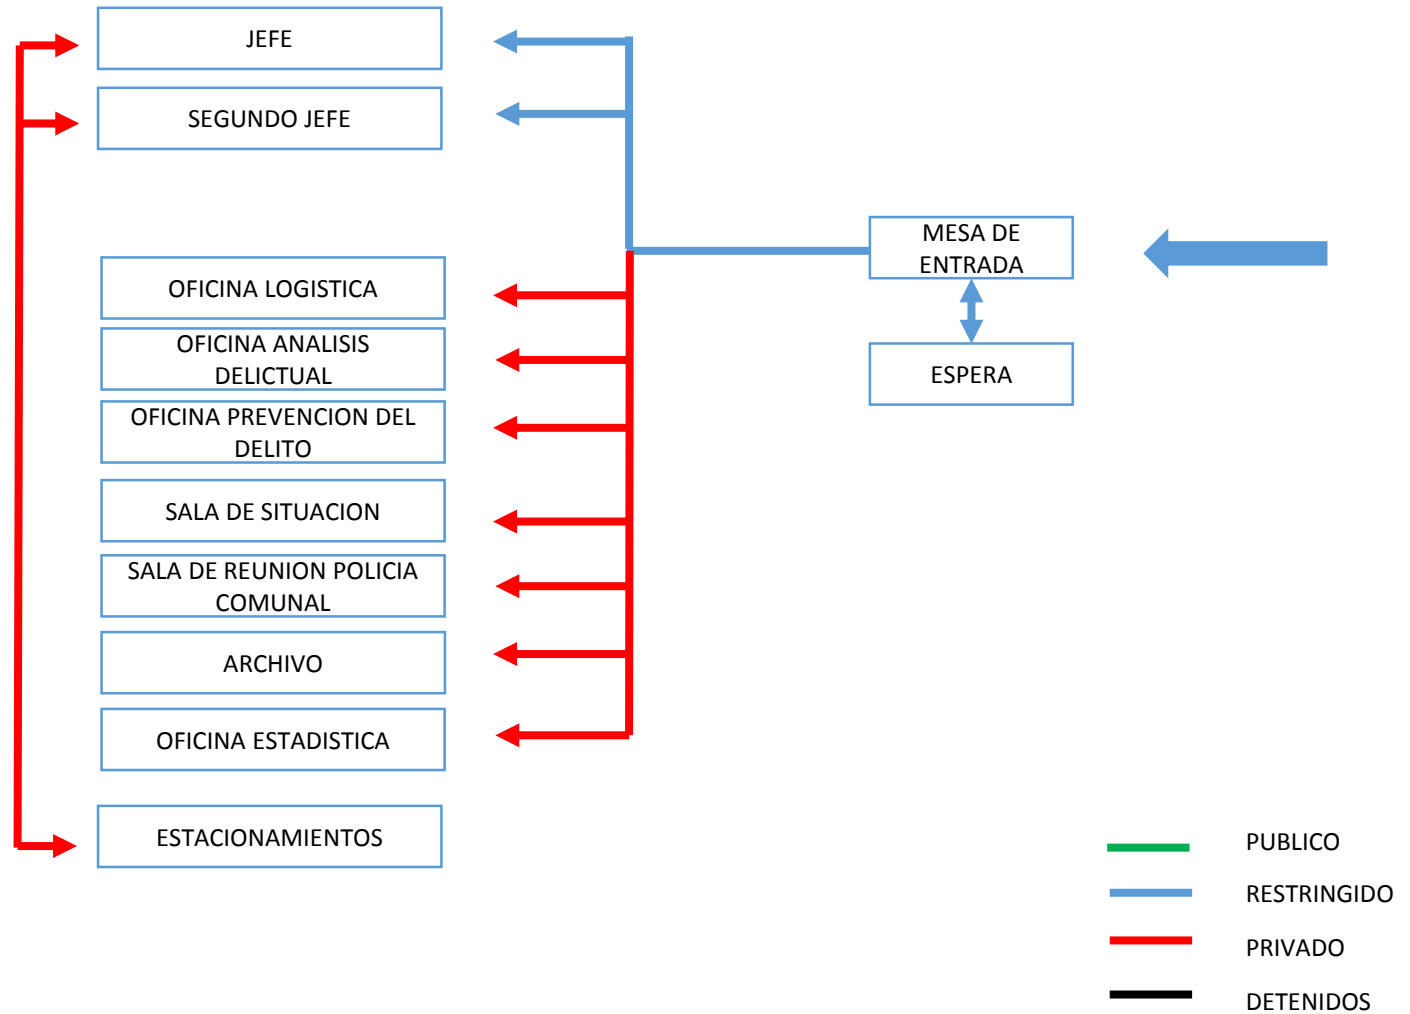 JEFE
SEGUNDO JEFE
MESA DE
ENTRADA
OFICINA LOGISTICA
OFICINA ANALISIS
DELICTUAL
ESPERA
OFICINA PREVENCION DEL
DELITO
SALA DE SITUACION
SALA DE REUNION POLICIA
COMUNAL
ARCHIVO
OFICINA ESTADISTICA
ESTACIONAMIENTOS
PUBLICO
RESTRINGIDO
PRIVADO
DETENIDOS